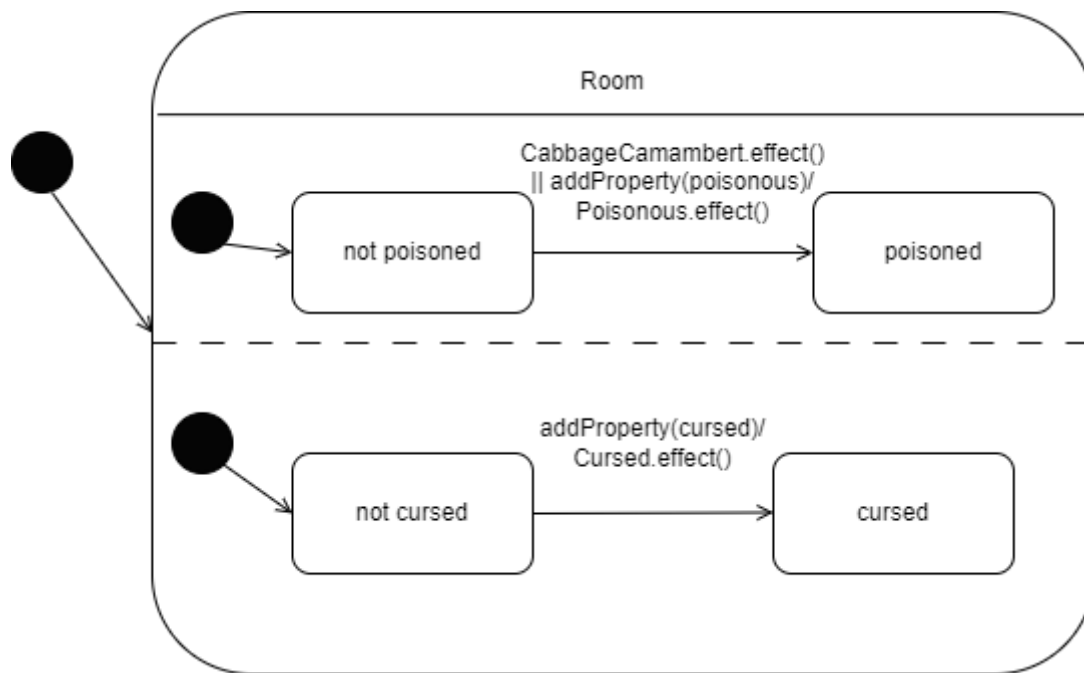 Room
CabbageCamambert.effect()
|| addProperty(poisonous)/
Poisonous.effect()
not poisoned
poisoned
addProperty(cursed)/
Cursed.effect()
not cursed
cursed